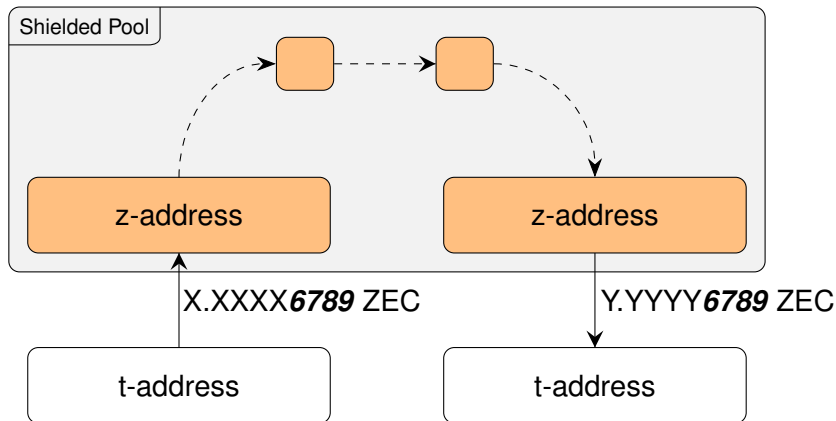 Shielded Pool
z-address
z-address
X.XXXX6789 ZEC
Y.YYYY6789 ZEC
t-address
t-address